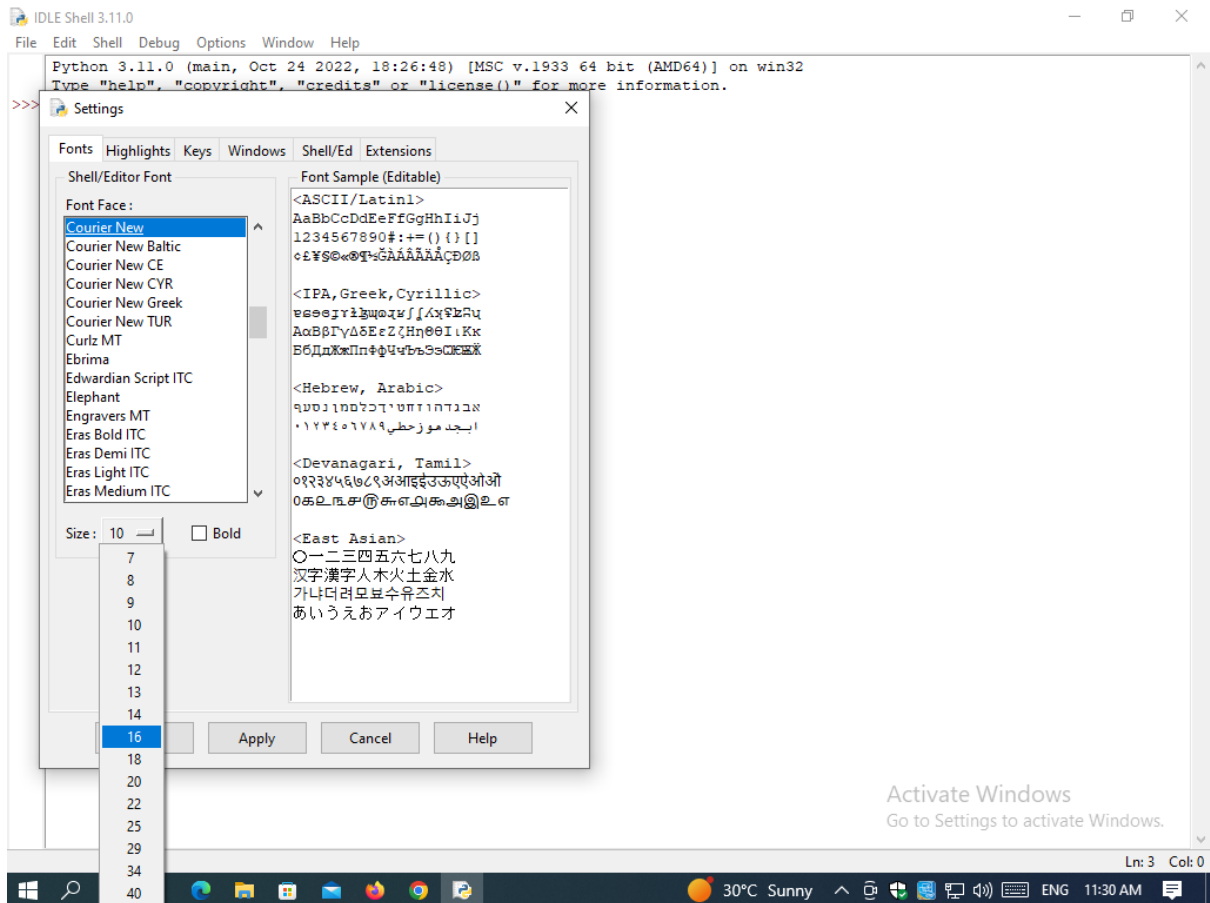 IDLE Shell 3.11.0
File Edit Shell Debug Options Window Help
Python 3.11.0 (main, Oct 24 2022, 18:26:48) [MSC v.1933 64 bit (AMD64)] on win32
Type "help", "copyright", "credits" or "license()" for more information.
>>>
Settings
Fonts Highlights Keys Windows Shell/Ed Extensions
Shell/Editor Font
Font Face :
Courier New
Courier New Baltic
Courier New CE
Courier New CYR
Courier New Greek
Courier New TUR
Curlz MT
Ebrima
Edwardian Script ITC
Elephant
Engravers MT
Eras Bold ITC
Eras Demi ITC
Eras Light ITC
Eras Medium ITC
Size : 10
Bold
7
8
9
10
11
12
13
14
16
18
20
22
25
29
34
40
Font Sample (Editable)
<ASCII/Latin1>
AaBbCcDdEeFfGgHhIiJj
1234567890#:+=(){}[]
¢£¥§©«®¶½ĞÀÁÂÃÄÅÇÐØß
<IPA,Greek,Cyrillic>
ΑαΒβΓγΔδΕεΖζΗηΘθΙιΚκ
<Hebrew, Arabic>
אבגדהוזחטיךכלםמןנסעף
ابجدهوزحطي٠١٢٣٤٥٦٧٨٩
<Devanagari, Tamil>
०१२३४५६७८९अआइईउऊएऐओऔ
0௧௨௩௪௫௬௭௮௯அஇஉஎ
<East Asian>
〇一二三四五六七八九
汉字漢字人木火土金水
가냐더려모뵤수유즈치
あいうえおアイウエオ
Apply Cancel Help
Activate Windows
Go to Settings to activate Windows.
Ln: 3 Col: 0
30°C Sunny ENG 11:30 AM